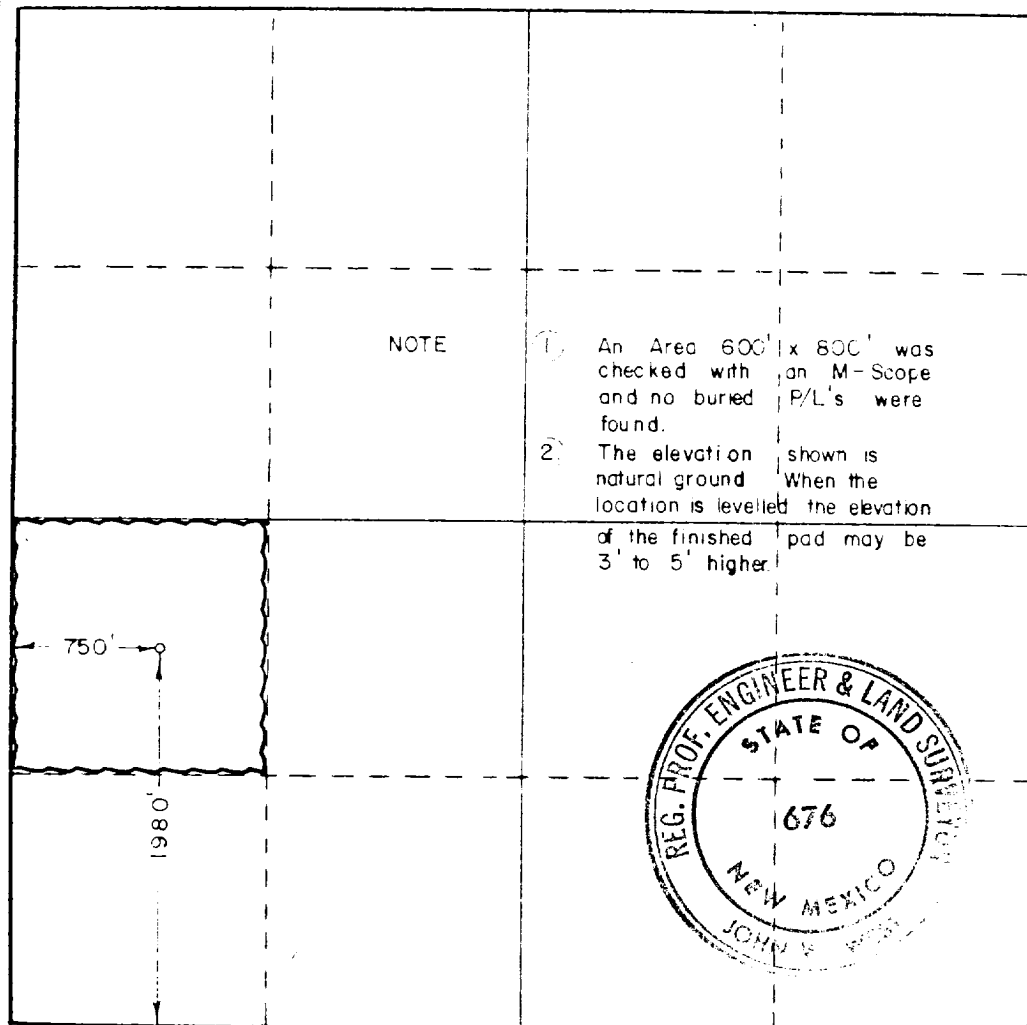 NOTE
1 An Area 600' x 800' was
checked with an M-Scope
and no buried P/L's were
found.
2 The elevation shown is
natural ground When the
location is levelled the elevation
of the finished pad may be
3' to 5' higher.
750'
1980'
REG. PROF. ENGINEER & LAND SURVEYOR
STATE OF
676
NEW MEXICO
JOHN